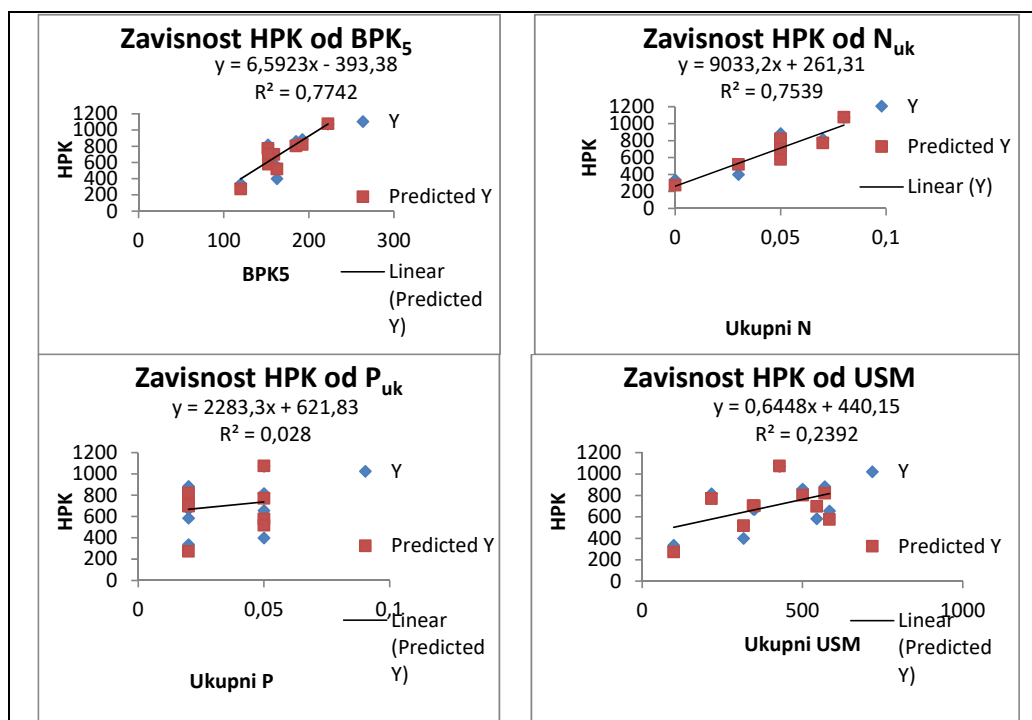 Zavisnost HPK od BPK₅
y = 6,5923x - 393,38
R² = 0,7742
1200
1000
800
600
400
200
0
HPK
0
100
200
300
BPK5
Y
Predicted Y
Linear
(Predicted
Y)
Zavisnost HPK od Nuk
y = 9033,2x + 261,31
R² = 0,7539
1200
1000
800
600
400
200
0
HPK
0
0,05
0,1
Ukupni N
Y
Predicted Y
Linear (Y)
Zavisnost HPK od Puk
y = 2283,3x + 621,83
R² = 0,028
1200
1000
800
600
400
200
0
HPK
0
0,05
0,1
Ukupni P
Y
Predicted Y
Linear
(Predicted
Y)
Zavisnost HPK od USM
y = 0,6448x + 440,15
R² = 0,2392
1200
1000
800
600
400
200
0
HPK
0
500
1000
Ukupni USM
Y
Predicted Y
Linear
(Predicted
Y)